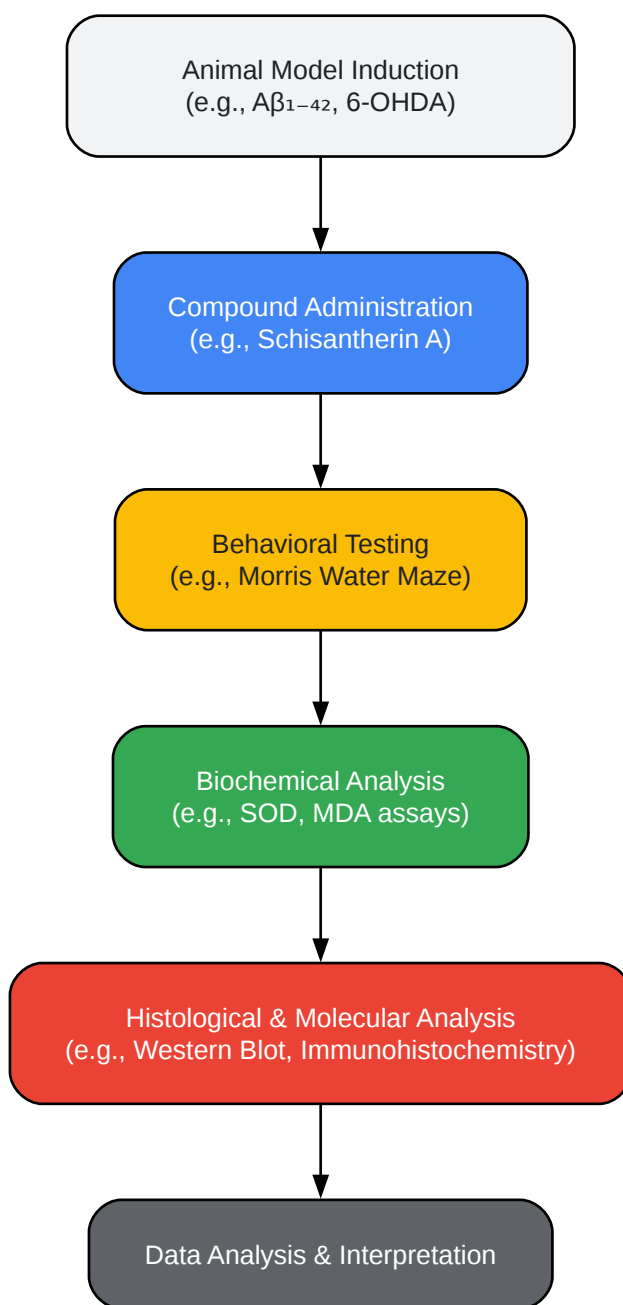 Animal Model Induction
(e.g., Aβ₁₋₄₂, 6-OHDA)
Compound Administration
(e.g., Schisantherin A)
Behavioral Testing
(e.g., Morris Water Maze)
Biochemical Analysis
(e.g., SOD, MDA assays)
Histological & Molecular Analysis
(e.g., Western Blot, Immunohistochemistry)
Data Analysis & Interpretation